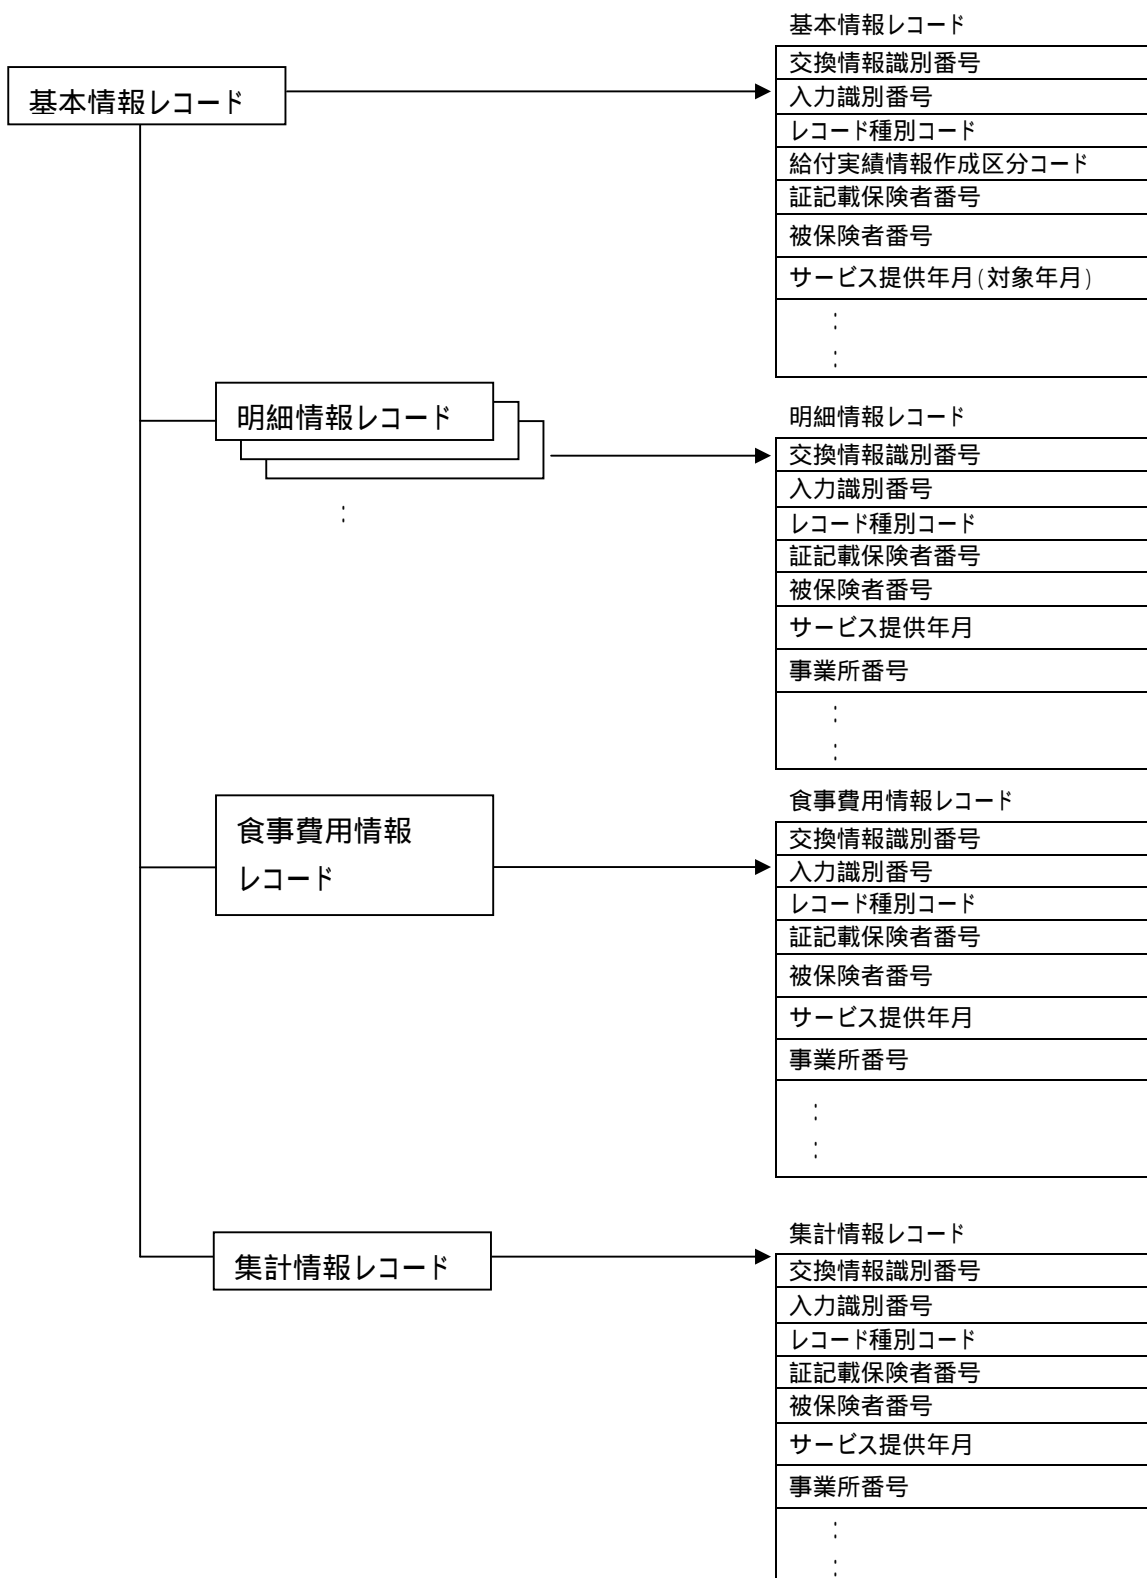 基本情報レコード
基本情報レコード
交換情報識別番号
入力識別番号
レコード種別コード
給付実績情報作成区分コード
証記載保険者番号
被保険者番号
サービス提供年月(対象年月)
:
:
明細情報レコード
:
明細情報レコード
交換情報識別番号
入力識別番号
レコード種別コード
証記載保険者番号
被保険者番号
サービス提供年月
事業所番号
:
:
食事費用情報
レコード
食事費用情報レコード
交換情報識別番号
入力識別番号
レコード種別コード
証記載保険者番号
被保険者番号
サービス提供年月
事業所番号
:
:
集計情報レコード
集計情報レコード
交換情報識別番号
入力識別番号
レコード種別コード
証記載保険者番号
被保険者番号
サービス提供年月
事業所番号
:
: